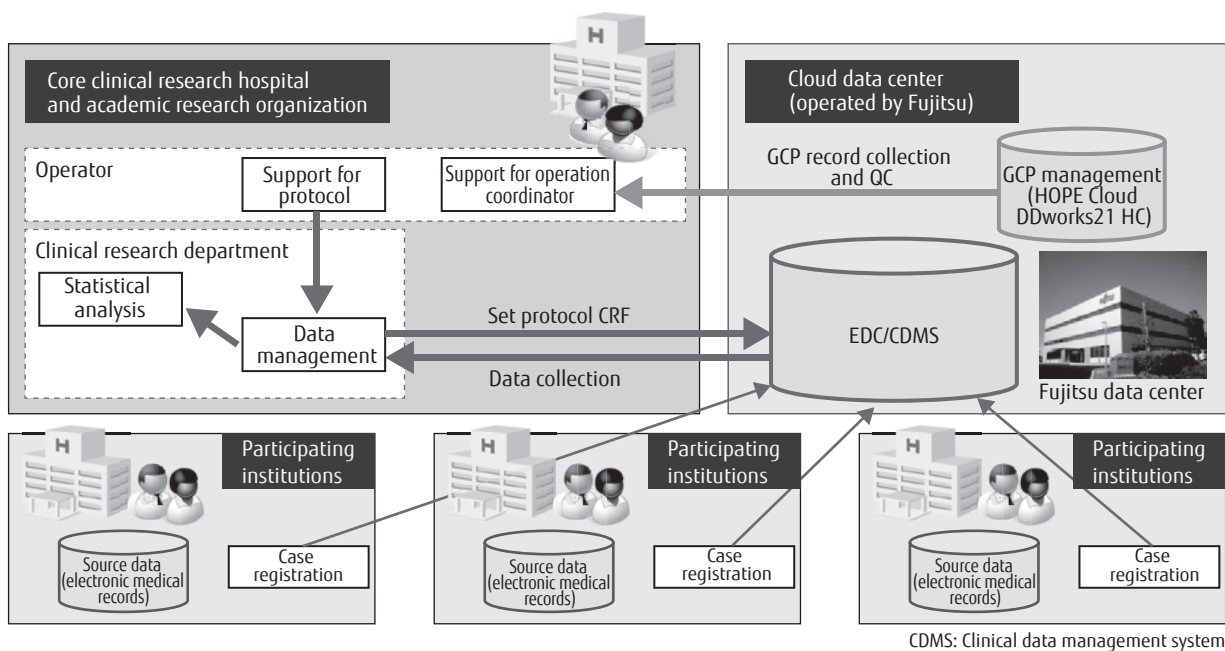 Core clinical research hospital
and academic research organization
H
Cloud data center
(operated by Fujitsu)
Operator
Support for
protocol
Support for operation
coordinator
GCP record collection
and QC
GCP management
(HOPE Cloud
DDworks21 HC)
Clinical research department
Statistical
analysis
Data
management
Set protocol CRF
Data collection
EDC/CDMS
Fujitsu data center
H
Participating
institutions
Source data
(electronic medical
records)
Case
registration
H
Participating
institutions
Source data
(electronic medical
records)
Case
registration
H
Participating
institutions
Source data
(electronic medical
records)
Case
registration
CDMS: Clinical data management system